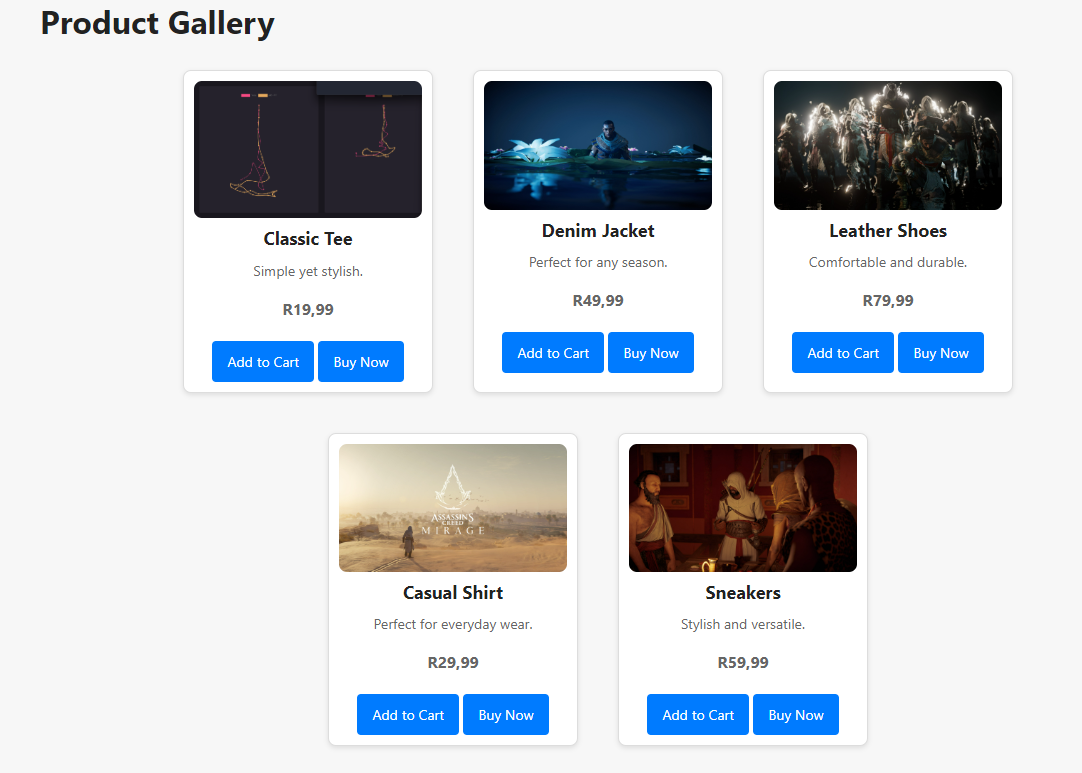 Product Gallery
Classic Tee
Simple yet stylish.
R19,99
Add to Cart Buy Now
Denim Jacket
Perfect for any season.
R49,99
Add to Cart Buy Now
Leather Shoes
Comfortable and durable.
R79,99
Add to Cart Buy Now
ASSASSIN'S
CREED
MIRAGE
Casual Shirt
Perfect for everyday wear.
R29,99
Add to Cart Buy Now
Sneakers
Stylish and versatile.
R59,99
Add to Cart Buy Now